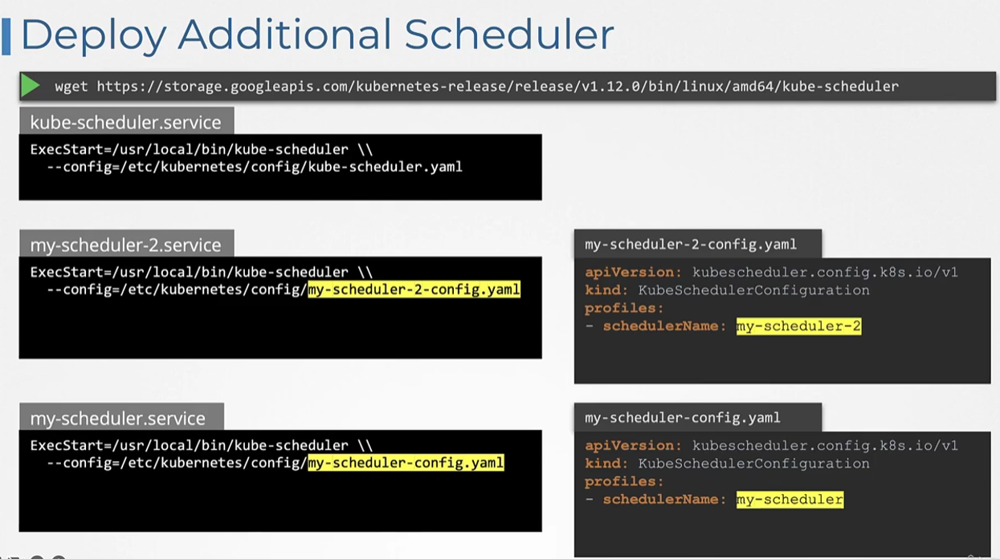 Deploy Additional Scheduler
wget https://storage.googleapis.com/kubernetes-release/release/v1.12.0/bin/linux/amd64/kube-scheduler
kube-scheduler.service
ExecStart=/usr/local/bin/kube-scheduler \\
--config=/etc/kubernetes/config/kube-scheduler.yaml
my-scheduler-2.service
ExecStart=/usr/local/bin/kube-scheduler \\
--config=/etc/kubernetes/config/my-scheduler-2-config.yaml
my-scheduler-2-config.yaml
apiVersion: kubescheduler.config.k8s.io/v1
kind: KubeSchedulerConfiguration
profiles:
- schedulerName: my-scheduler-2
my-scheduler.service
ExecStart=/usr/local/bin/kube-scheduler \\
--config=/etc/kubernetes/config/my-scheduler-config.yaml
my-scheduler-config.yaml
apiVersion: kubescheduler.config.k8s.io/v1
kind: KubeSchedulerConfiguration
profiles:
- schedulerName: my-scheduler